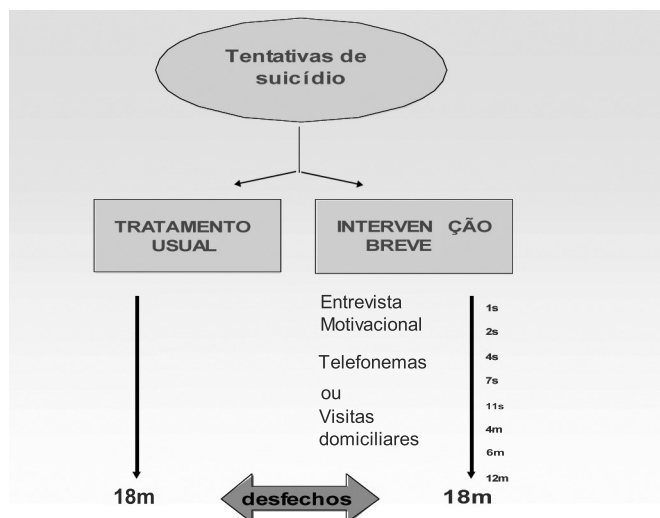 Tentativas de
suicídio
TRATAMENTO
USUAL
INTERVEN ÇÃO
BREVE
Entrevista
Motivacional
Telefonemas
ou
Visitas
domiciliares
1s
2s
4s
7s
11s
4m
6m
12m
18m
desfechos
18m